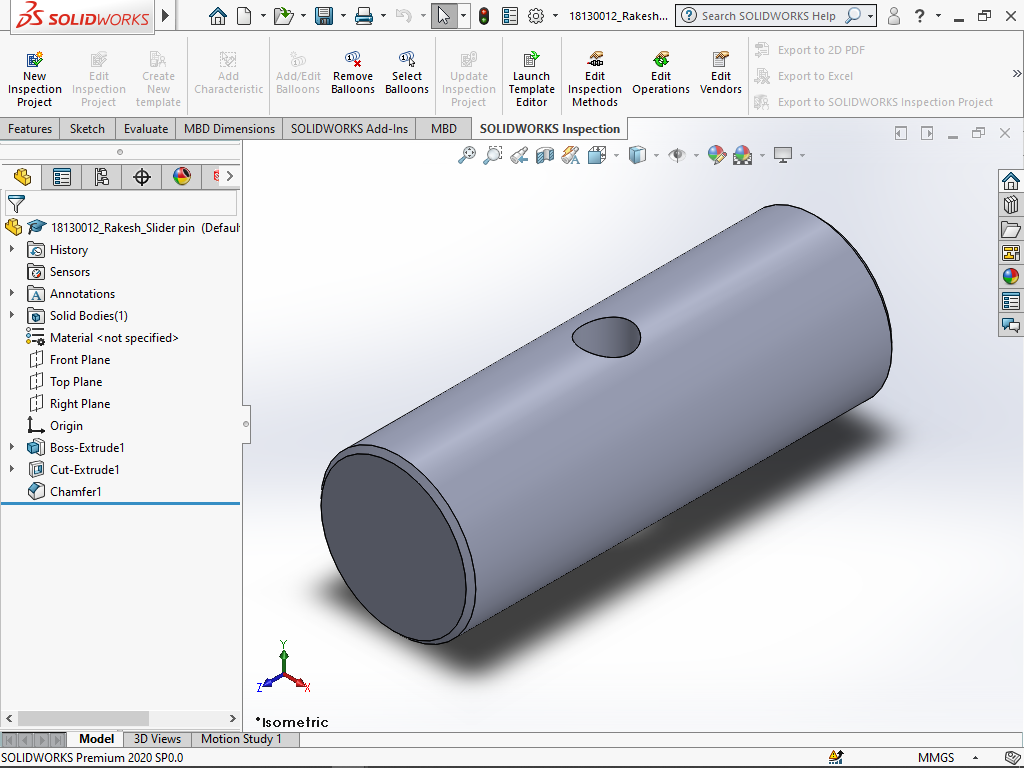 SOLIDWORKS
18130012_Rakesh...
Search SOLIDWORKS Help
?
New Inspection Project
Edit Inspection Project
Create New template
Add Characteristic
Add/Edit Balloons
Remove Balloons
Select Balloons
Update Inspection Project
Launch Template Editor
Edit Inspection Methods
Edit Operations
Edit Vendors
Export to 2D PDF
Export to Excel
Export to SOLIDWORKS Inspection Project
Features
Sketch
Evaluate
MBD Dimensions
SOLIDWORKS Add-Ins
MBD
SOLIDWORKS Inspection
18130012_Rakesh_Slider pin (Defaul
History
Sensors
Annotations
Solid Bodies(1)
Material <not specified>
Front Plane
Top Plane
Right Plane
Origin
Boss-Extrude1
Cut-Extrude1
Chamfer1
Y
Z
X
*Isometric
Model
3D Views
Motion Study 1
SOLIDWORKS Premium 2020 SP0.0
MMGS